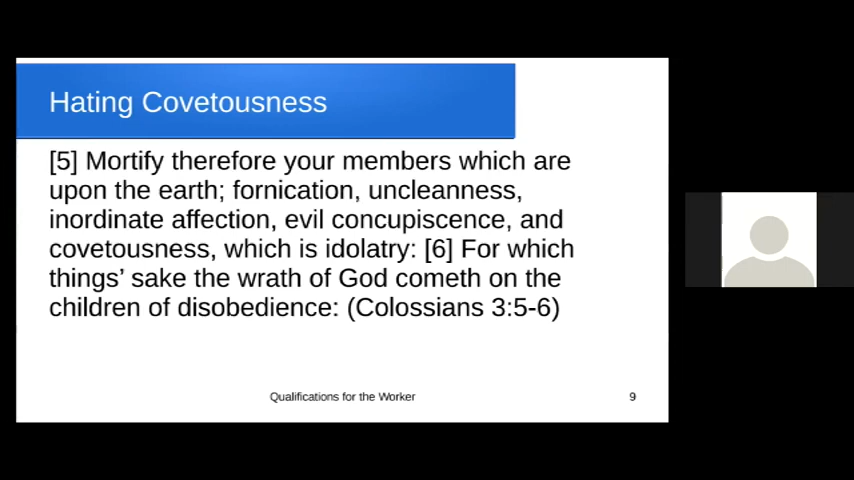 Hating Covetousness
[5] Mortify therefore your members which are
upon the earth; fornication, uncleanness,
inordinate affection, evil concupiscence, and
covetousness, which is idolatry: [6] For which
things’ sake the wrath of God cometh on the
children of disobedience: (Colossians 3:5-6)
Qualifications for the Worker
9